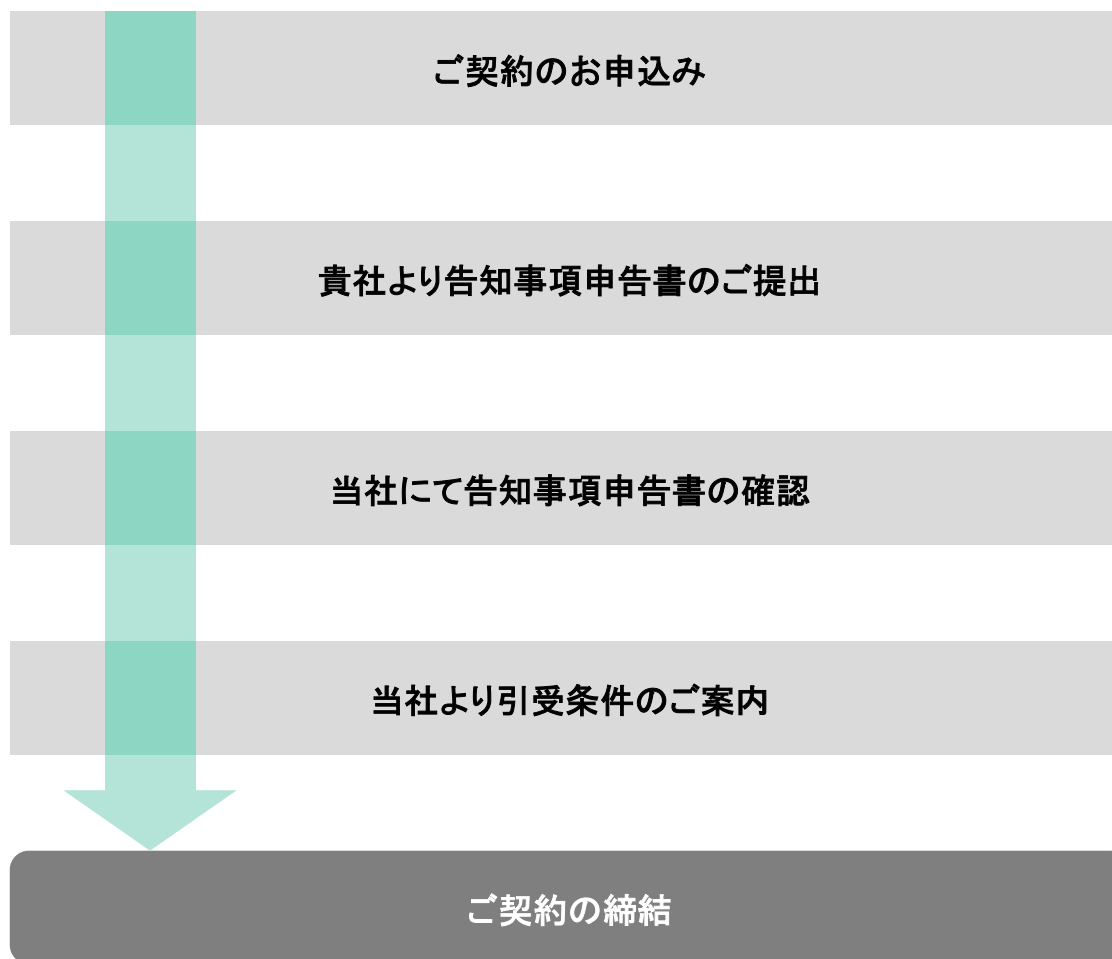 ご契約のお申込み
貴社より告知事項申告書のご提出
当社にて告知事項申告書の確認
当社より引受条件のご案内
ご契約の締結